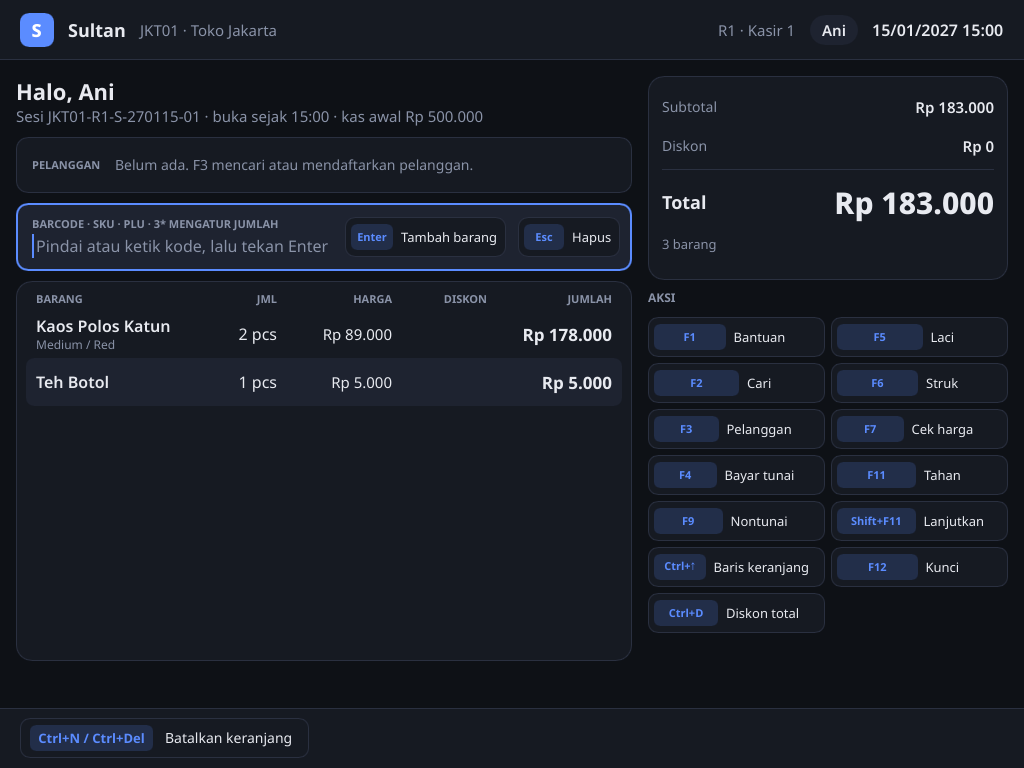 S Sultan JKT01 · Toko Jakarta R1 · Kasir 1 Ani 15/01/2027 15:00
Halo, Ani
Sesi JKT01-R1-S-270115-01 · buka sejak 15:00 · kas awal Rp 500.000
PELANGGAN Belum ada. F3 mencari atau mendaftarkan pelanggan.
BARCODE · SKU · PLU · 3* MENGATUR JUMLAH
Pindai atau ketik kode, lalu tekan Enter
Enter Tambah barang
Esc Hapus
BARANG JML HARGA DISKON JUMLAH
Kaos Polos Katun 2 pcs Rp 89.000 Rp 178.000
Medium / Red
Teh Botol 1 pcs Rp 5.000 Rp 5.000
Subtotal Rp 183.000
Diskon Rp 0
Total Rp 183.000
3 barang
AKSI
F1 Bantuan
F5 Laci
F2 Cari
F6 Struk
F3 Pelanggan
F7 Cek harga
F4 Bayar tunai
F11 Tahan
F9 Nontunai
Shift+F11 Lanjutkan
Ctrl+↑ Baris keranjang
F12 Kunci
Ctrl+D Diskon total
Ctrl+N / Ctrl+Del Batalkan keranjang